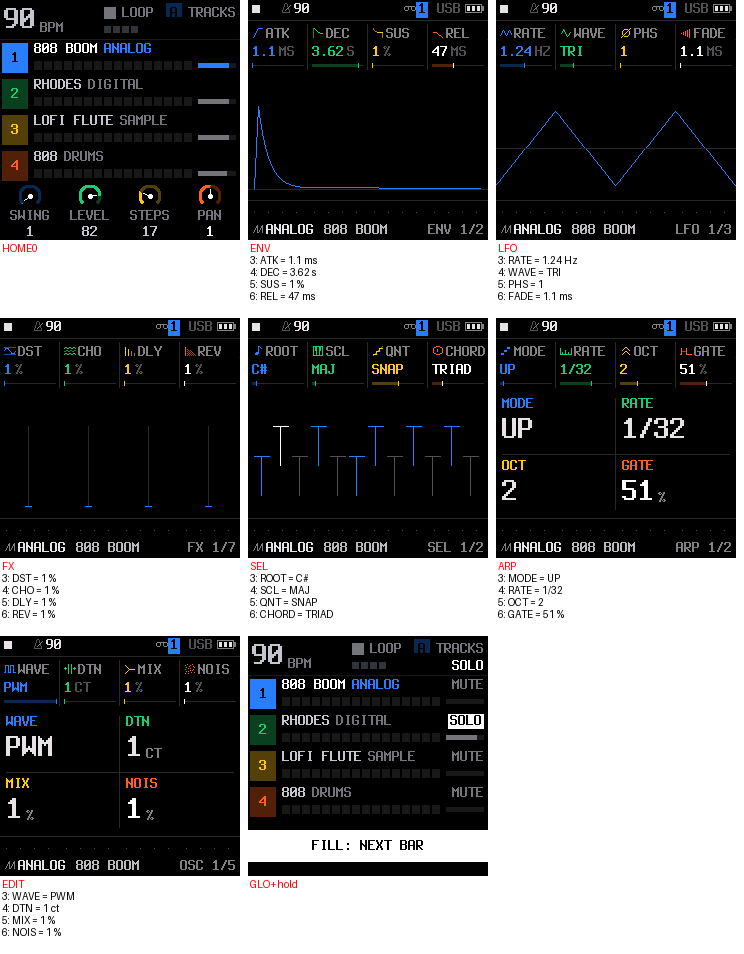 90 BPM LOOP A TRACKS
1 808 BOOM ANALOG
2 RHODES DIGITAL
3 LOFI FLUTE SAMPLE
4 808 DRUMS
SWING LEVEL STEPS PAN
1 82 17 1
HOME0
90 1 USB
ATK DEC SUS REL
1.1 MS 3.62 S 1 % 47 MS
ANALOG 808 BOOM ENV 1/2
ENV
3: ATK = 1.1 ms
4: DEC = 3.62 s
5: SUS = 1 %
6: REL = 47 ms
90 1 USB
RATE WAVE PHS FADE
1.24 HZ TRI 1 1.1 MS
ANALOG 808 BOOM LFO 1/3
LFO
3: RATE = 1.24 Hz
4: WAVE = TRI
5: PHS = 1
6: FADE = 1.1 ms
90 1 USB
DST CHO DLY REV
1 % 1 % 1 % 1 %
ANALOG 808 BOOM FX 1/7
FX
3: DST = 1 %
4: CHO = 1 %
5: DLY = 1 %
6: REV = 1 %
90 1 USB
ROOT SCL QNT CHORD
C# MAJ SNAP TRIAD
ANALOG 808 BOOM SEL 1/2
SEL
3: ROOT = C#
4: SCL = MAJ
5: QNT = SNAP
6: CHORD = TRIAD
90 1 USB
MODE RATE OCT GATE
UP 1/32 2 51 %
MODE RATE
UP 1/32
OCT GATE
2 51 %
ANALOG 808 BOOM ARP 1/2
ARP
3: MODE = UP
4: RATE = 1/32
5: OCT = 2
6: GATE = 51 %
90 1 USB
WAVE DTN MIX NOIS
PWM 1 CT 1 % 1 %
WAVE DTN
PWM 1 CT
MIX NOIS
1 % 1 %
ANALOG 808 BOOM OSC 1/5
EDIT
3: WAVE = PWM
4: DTN = 1 ct
5: MIX = 1 %
6: NOIS = 1 %
90 BPM LOOP A TRACKS
SOLO
1 808 BOOM ANALOG MUTE
2 RHODES DIGITAL SOLO
3 LOFI FLUTE SAMPLE MUTE
4 808 DRUMS MUTE
FILL: NEXT BAR
GLO+hold